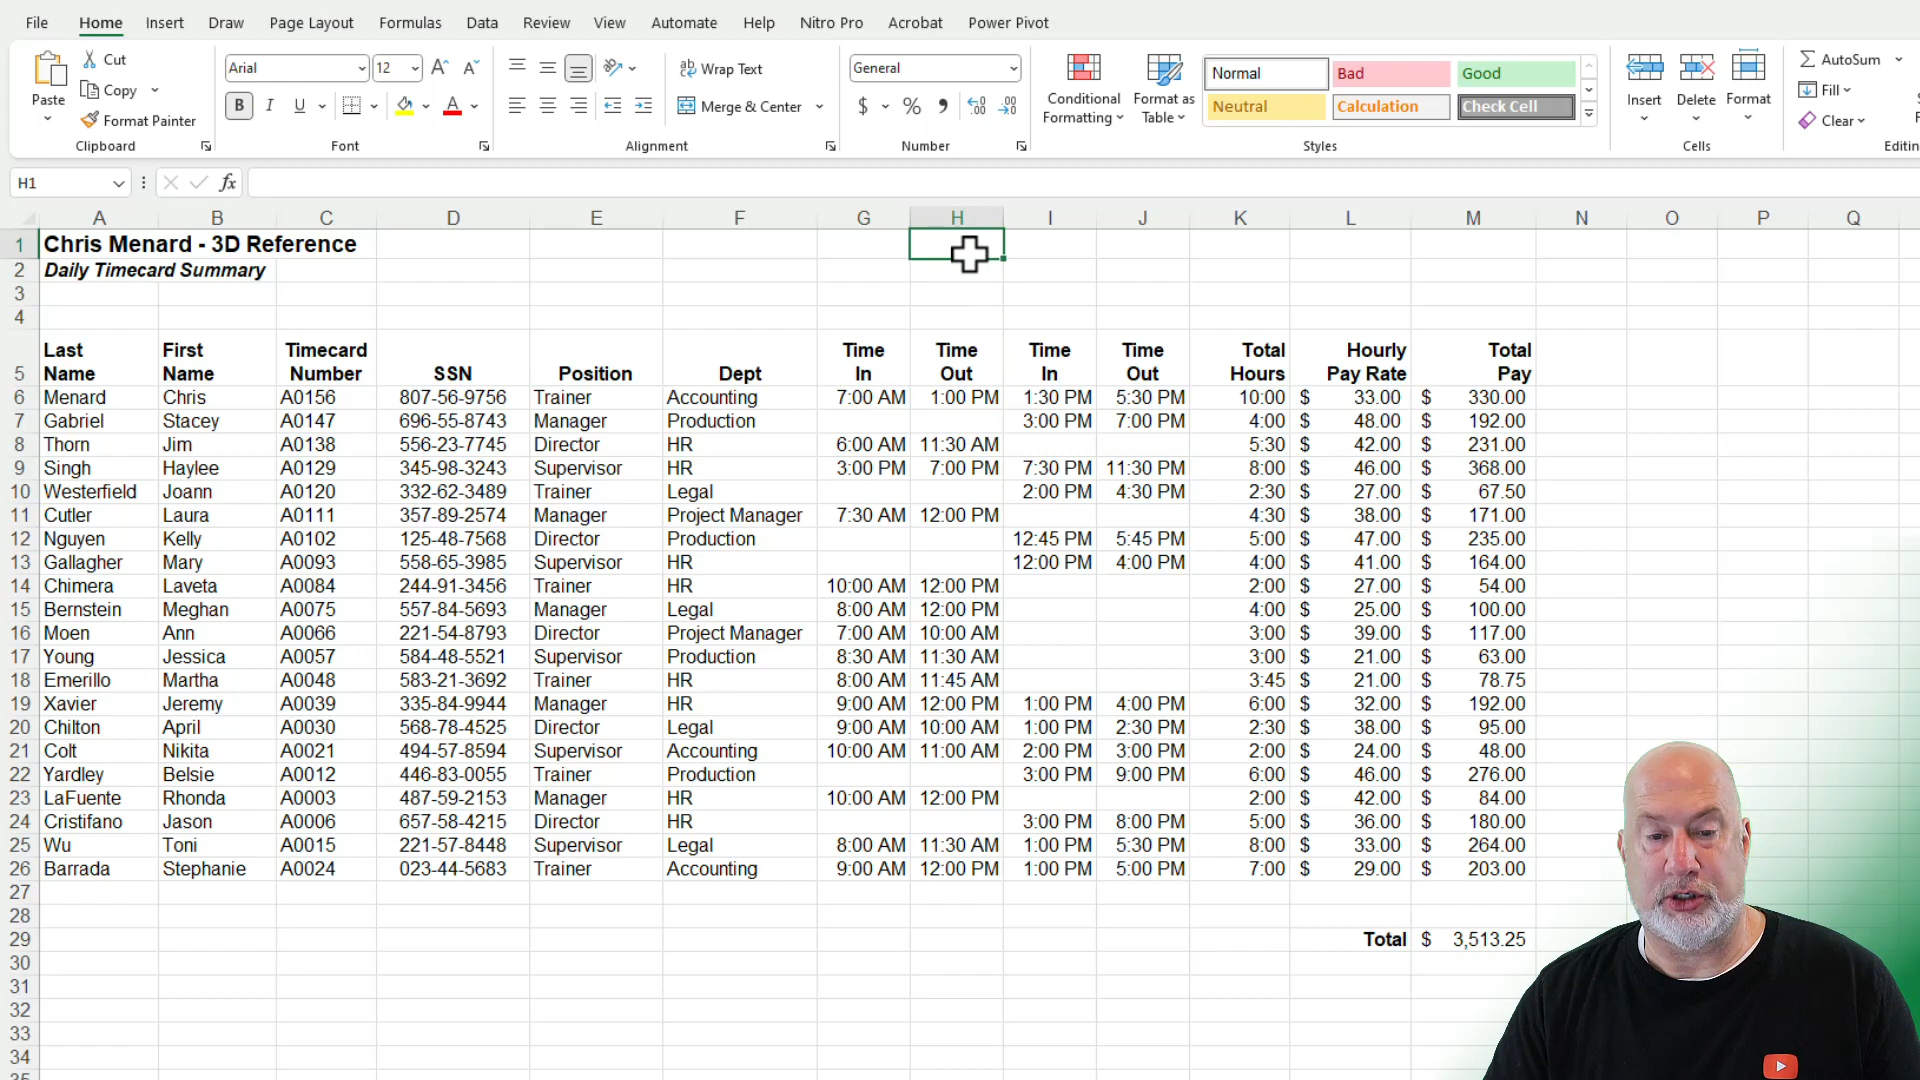 File Home Insert Draw Page Layout Formulas Data Review View Automate Help Nitro Pro Acrobat Power Pivot
Paste Cut Copy Format Painter
Clipboard
Arial 12
B I U A
Font
Wrap Text
Merge & Center
Alignment
General
$ %
Number
Conditional Formatting
Format as Table
Normal Bad Good
Neutral Calculation Check Cell
Styles
Insert Delete Format
Cells
AutoSum
Fill
Clear
H1 fx
A B C D E F G H I J K L M N O P Q
1 Chris Menard - 3D Reference
2 Daily Timecard Summary
3
4
Last First Timecard Time Time Time Time Total Hourly Total
5 Name Name Number SSN Position Dept In Out In Out Hours Pay Rate Pay
6 Menard Chris A0156 807-56-9756 Trainer Accounting 7:00 AM 1:00 PM 1:30 PM 5:30 PM 10:00 $ 33.00 $ 330.00
7 Gabriel Stacey A0147 696-55-8743 Manager Production 3:00 PM 7:00 PM 4:00 $ 48.00 $ 192.00
8 Thorn Jim A0138 556-23-7745 Director HR 6:00 AM 11:30 AM 5:30 $ 42.00 $ 231.00
9 Singh Haylee A0129 345-98-3243 Supervisor HR 3:00 PM 7:00 PM 7:30 PM 11:30 PM 8:00 $ 46.00 $ 368.00
10 Westerfield Joann A0120 332-62-3489 Trainer Legal 2:00 PM 4:30 PM 2:30 $ 27.00 $ 67.50
11 Cutler Laura A0111 357-89-2574 Manager Project Manager 7:30 AM 12:00 PM 4:30 $ 38.00 $ 171.00
12 Nguyen Kelly A0102 125-48-7568 Director Production 12:45 PM 5:45 PM 5:00 $ 47.00 $ 235.00
13 Gallagher Mary A0093 558-65-3985 Supervisor HR 12:00 PM 4:00 PM 4:00 $ 41.00 $ 164.00
14 Chimera Laveta A0084 244-91-3456 Trainer HR 10:00 AM 12:00 PM 2:00 $ 27.00 $ 54.00
15 Bernstein Meghan A0075 557-84-5693 Manager Legal 8:00 AM 12:00 PM 4:00 $ 25.00 $ 100.00
16 Moen Ann A0066 221-54-8793 Director Project Manager 7:00 AM 10:00 AM 3:00 $ 39.00 $ 117.00
17 Young Jessica A0057 584-48-5521 Supervisor Production 8:30 AM 11:30 AM 3:00 $ 21.00 $ 63.00
18 Emerillo Martha A0048 583-21-3692 Trainer HR 8:00 AM 11:45 AM 3:45 $ 21.00 $ 78.75
19 Xavier Jeremy A0039 335-84-9944 Manager HR 9:00 AM 12:00 PM 1:00 PM 4:00 PM 6:00 $ 32.00 $ 192.00
20 Chilton April A0030 568-78-4525 Director Legal 9:00 AM 10:00 AM 1:00 PM 2:30 PM 2:30 $ 38.00 $ 95.00
21 Colt Nikita A0021 494-57-8594 Supervisor Accounting 10:00 AM 11:00 AM 2:00 PM 3:00 PM 2:00 $ 24.00 $ 48.00
22 Yardley Belsie A0012 446-83-0055 Trainer Production 3:00 PM 9:00 PM 6:00 $ 46.00 $ 276.00
23 LaFuente Rhonda A0003 487-59-2153 Manager HR 10:00 AM 12:00 PM 2:00 $ 42.00 $ 84.00
24 Cristifano Jason A0006 657-58-4215 Director HR 3:00 PM 8:00 PM 5:00 $ 36.00 $ 180.00
25 Wu Toni A0015 221-57-8448 Supervisor Legal 8:00 AM 11:30 AM 1:00 PM 5:30 PM 8:00 $ 33.00 $ 264.00
26 Barrada Stephanie A0024 023-44-5683 Trainer Accounting 9:00 AM 12:00 PM 1:00 PM 5:00 PM 7:00 $ 29.00 $ 203.00
27
28
29 Total $ 3,513.25
30
31
32
33
34